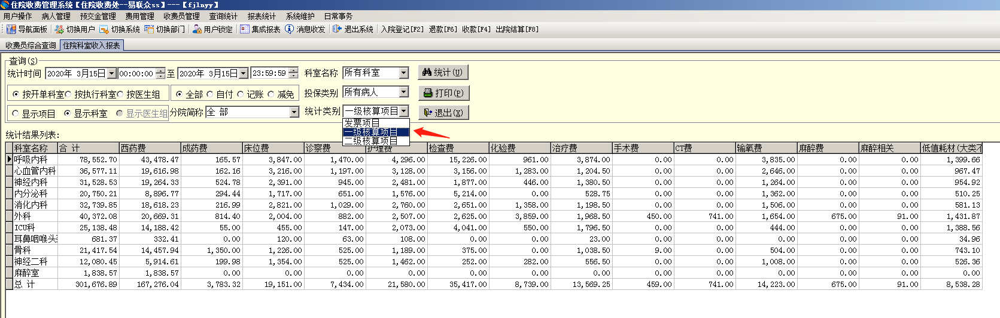 住院收费管理系统【住院收费处--易联众ss】---【fjlnyy】
用户操作 病人管理 预交金管理 费用管理 收费员管理 查询统计 报表统计 系统维护 日常事务
导航面板 切换用户 切换系统 切换部门 用户锁定 集成报表 消息收发 退出系统 入院登记[F2] 退款[F6] 收款[F4] 出院结算[F8]
收费员综合查询 住院科室收入报表
查询(S)
统计时间 2020年 3月15日 00:00:00 至 2020年 3月15日 23:59:59 科室名称 所有科室 统计(U)
按开单科室 按执行科室 按医生组 全部 自付 记账 减免 投保类别 所有病人 打印(P)
显示项目 显示科室 显示医生组 分院简称 全 部 统计类别 一级核算项目 退出(X)
发票项目
一级核算项目
二级核算项目
统计结果列表:
科室名称 合 计 西药费 成药费 床位费 诊察费 护理费 检查费 化验费 治疗费 手术费 CT费 输氧费 麻醉费 麻醉相关 低值耗材(大类不
呼吸内科 78,552.70 43,478.47 165.57 3,847.00 1,470.00 4,296.00 15,226.00 961.00 3,874.00 0.00 0.00 3,835.00 0.00 0.00 1,399.66
心血管内科 36,577.11 19,616.98 162.16 3,216.00 1,197.00 3,128.00 3,156.00 1,283.00 1,204.50 0.00 0.00 2,646.00 0.00 0.00 967.47
神经内科 31,528.53 19,264.33 524.78 2,391.00 945.00 2,481.00 1,877.00 446.00 1,380.50 0.00 0.00 1,264.00 0.00 0.00 954.92
内分泌科 20,750.21 8,896.77 294.44 1,717.00 651.00 1,576.00 5,214.00 0.00 528.75 0.00 0.00 1,362.00 0.00 0.00 510.25
消化内科 32,739.85 18,618.23 216.99 2,821.00 1,029.00 2,760.00 2,651.00 1,358.00 1,198.50 0.00 0.00 1,506.00 0.00 0.00 581.13
外科 40,372.08 20,669.31 814.40 2,004.00 882.00 2,507.00 2,625.00 3,859.00 1,968.50 450.00 741.00 1,654.00 675.00 91.00 1,431.87
ICU科 25,138.48 14,188.42 55.00 455.00 147.00 2,073.00 4,041.00 550.00 1,796.50 0.00 0.00 444.00 0.00 0.00 1,388.56
耳鼻咽喉头 681.37 332.41 0.00 120.00 63.00 108.00 0.00 0.00 23.00 0.00 0.00 0.00 0.00 0.00 34.96
骨科 21,417.54 14,457.94 1,350.00 1,226.00 525.00 1,189.00 375.00 0.00 1,038.50 9.00 0.00 504.00 0.00 0.00 743.10
神经二科 12,080.45 5,914.61 199.98 1,354.00 525.00 1,462.00 252.00 282.00 556.50 0.00 0.00 1,008.00 0.00 0.00 526.36
麻醉室 1,838.57 1,838.57 0.00 0.00 0.00 0.00 0.00 0.00 0.00 0.00 0.00 0.00 0.00 0.00 0.00
总 计 301,676.89 167,276.04 3,783.32 19,151.00 7,434.00 21,580.00 35,417.00 8,739.00 13,569.25 459.00 741.00 14,223.00 675.00 91.00 8,538.28